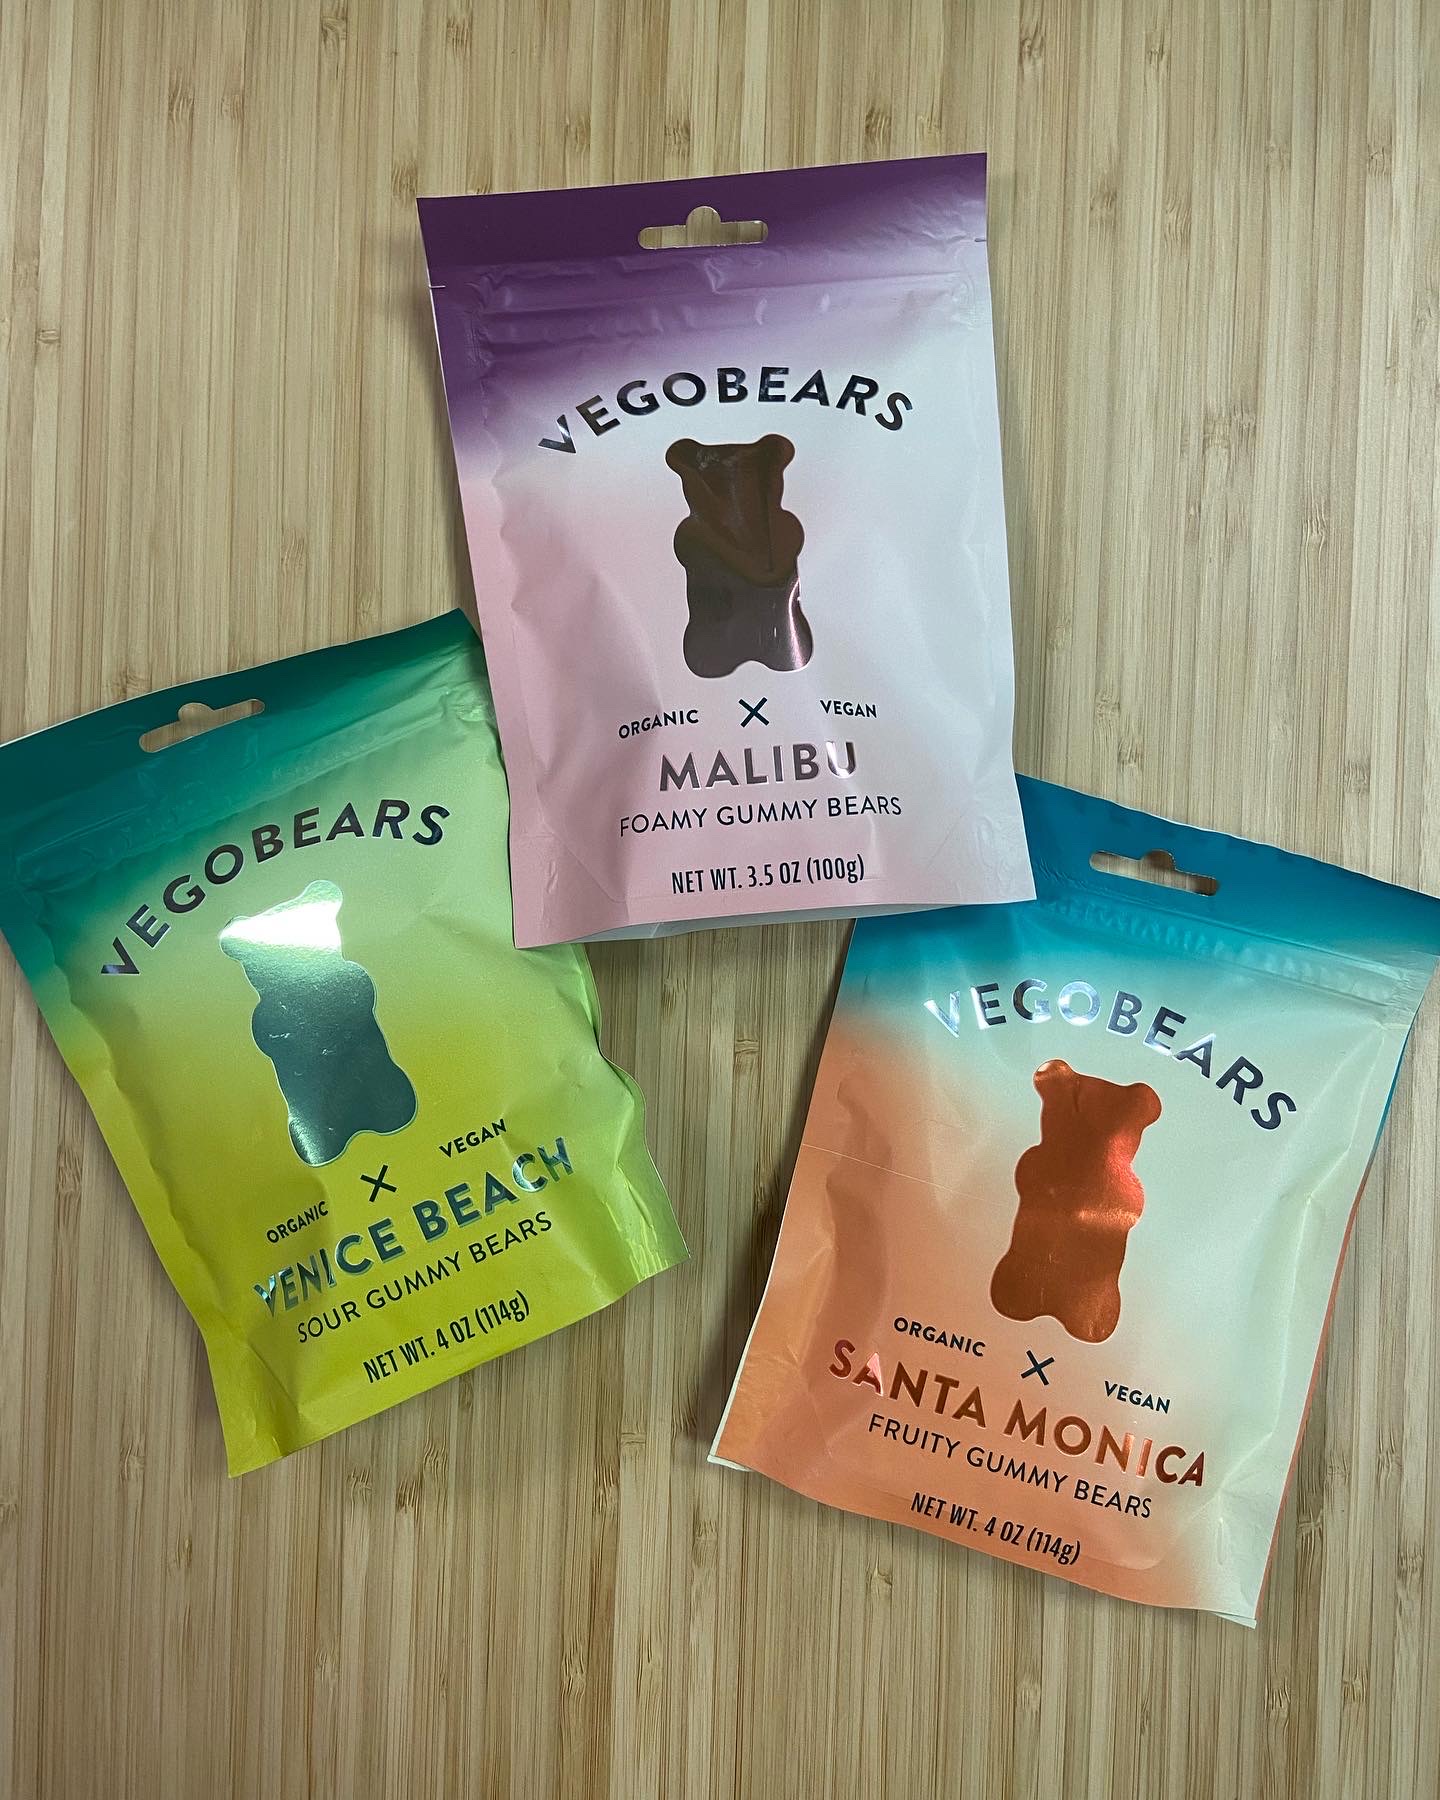 VEGOBEARS
ORGANIC X VEGAN
MALIBU
FOAMY GUMMY BEARS
NET WT. 3.5 OZ (100g)
VEGOBEARS
ORGANIC X VEGAN
VENICE BEACH
SOUR GUMMY BEARS
NET WT. 4 OZ (114g)
VEGOBEARS
ORGANIC X VEGAN
SANTA MONICA
FRUITY GUMMY BEARS
NET WT. 4 OZ (114g)